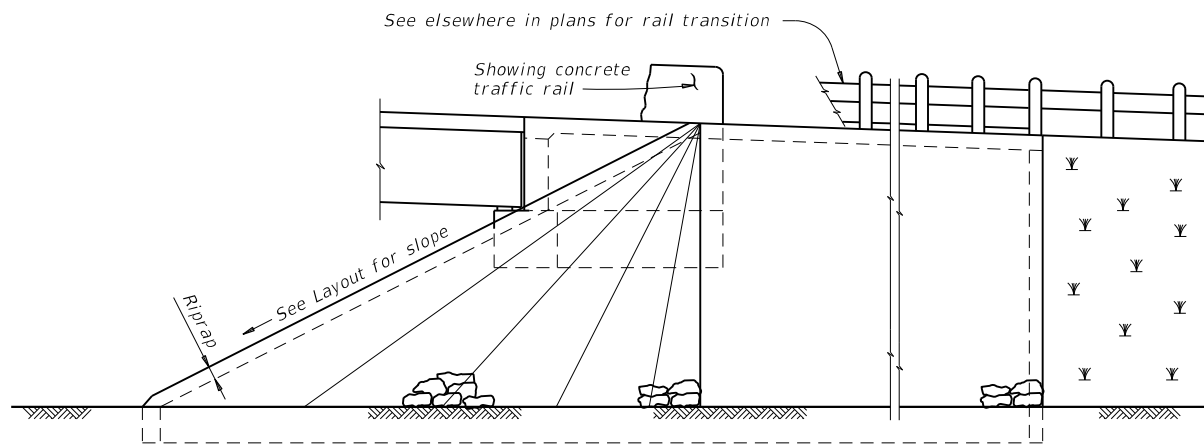 See elsewhere in plans for rail transition
Showing concrete
traffic rail
See Layout for slope
Riprap